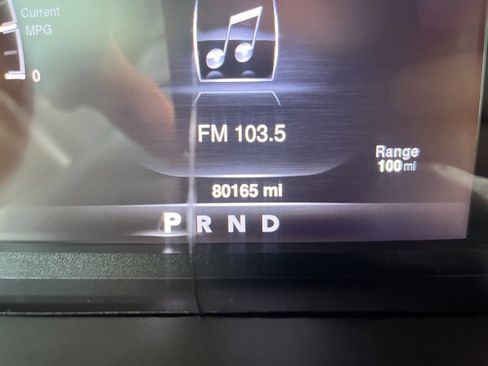 Current
MPG
0
FM 103.5
Range
100 mi
80165 mi
P R N D